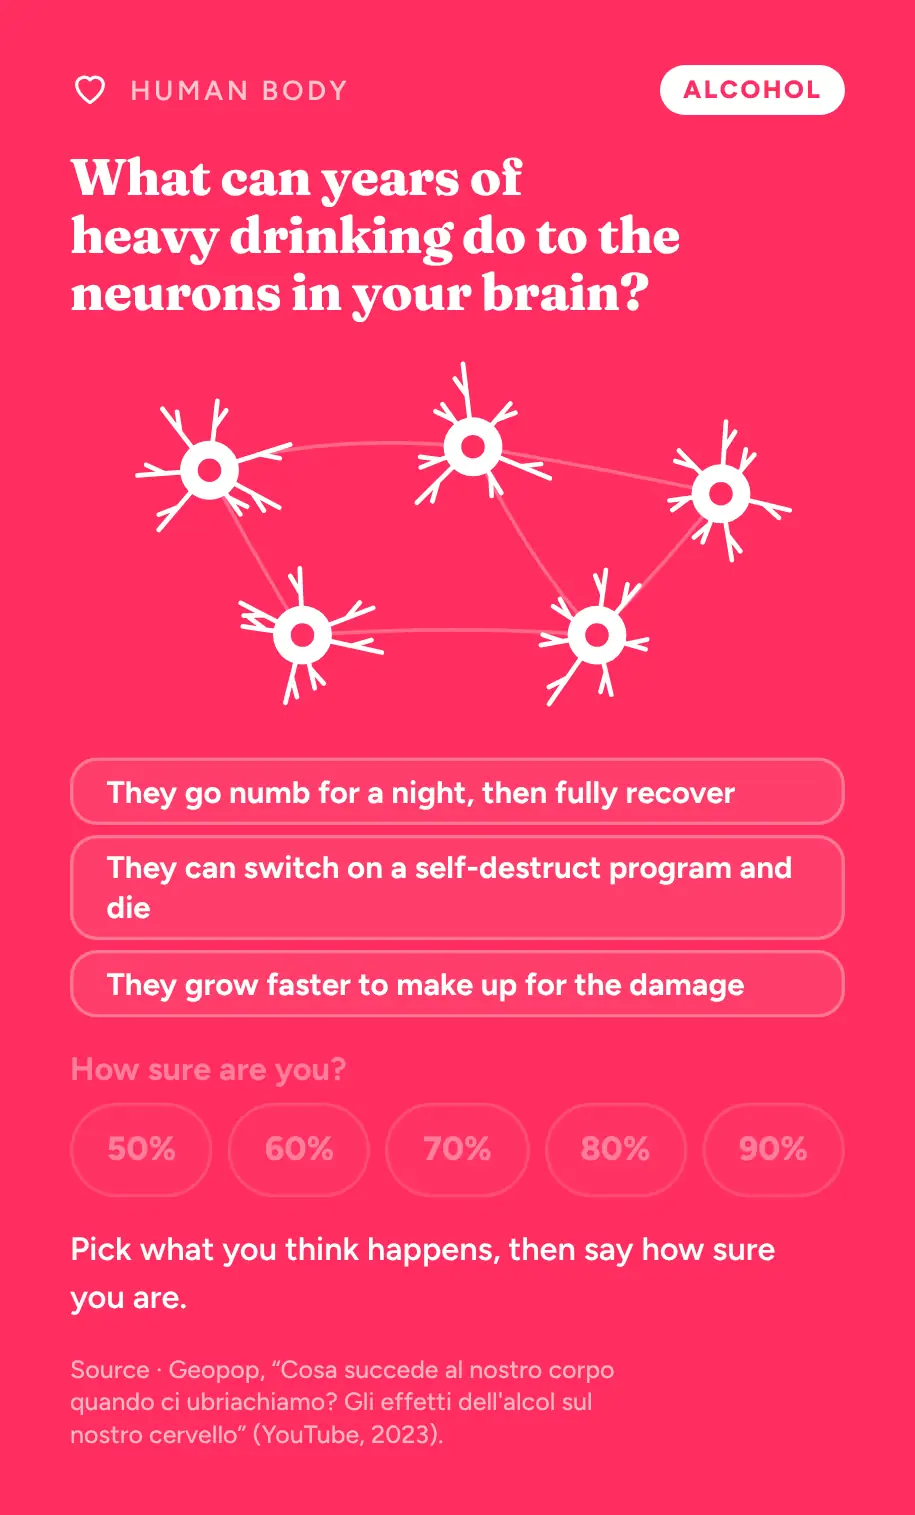 HUMAN BODY
ALCOHOL
What can years of
heavy drinking do to the
neurons in your brain?
They go numb for a night, then fully recover
They can switch on a self-destruct program and
die
They grow faster to make up for the damage
How sure are you?
50% 60% 70% 80% 90%
Pick what you think happens, then say how sure
you are.
Source · Geopop, “Cosa succede al nostro corpo
quando ci ubriachiamo? Gli effetti dell'alcol sul
nostro cervello” (YouTube, 2023).